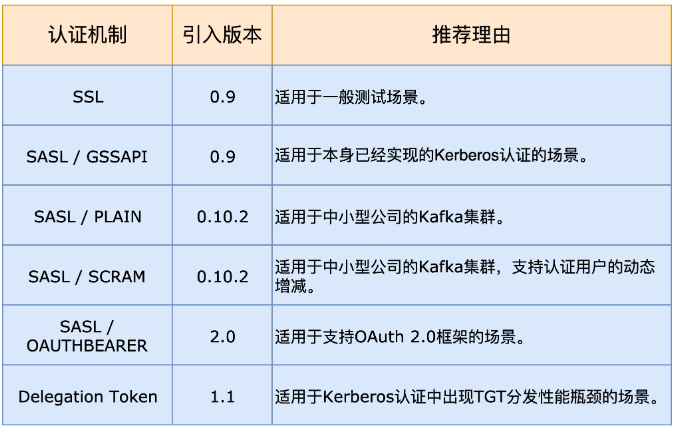 认证机制 引入版本 推荐理由
SSL 0.9 适用于一般测试场景。
SASL / GSSAPI 0.9 适用于本身已经实现的Kerberos认证的场景。
SASL / PLAIN 0.10.2 适用于中小型公司的Kafka集群。
SASL / SCRAM 0.10.2 适用于中小型公司的Kafka集群，支持认证用户的动态
增减。
SASL /
OAUTHBEARER 2.0 适用于支持OAuth 2.0框架的场景。
Delegation Token 1.1 适用于Kerberos认证中出现TGT分发性能瓶颈的场景。